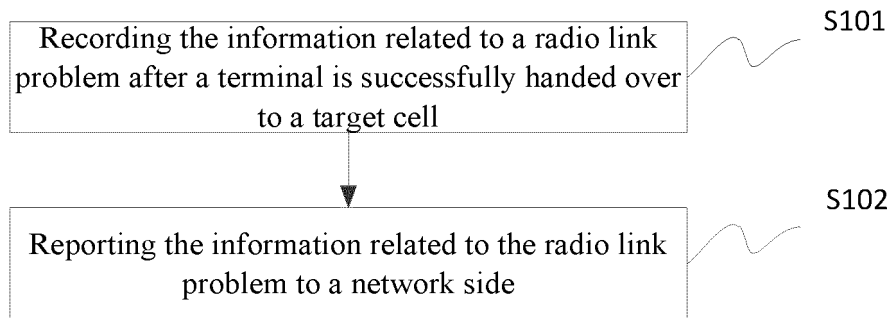 S101
Recording the information related to a radio link
problem after a terminal is successfully handed over
to a target cell
S102
Reporting the information related to the radio link
problem to a network side